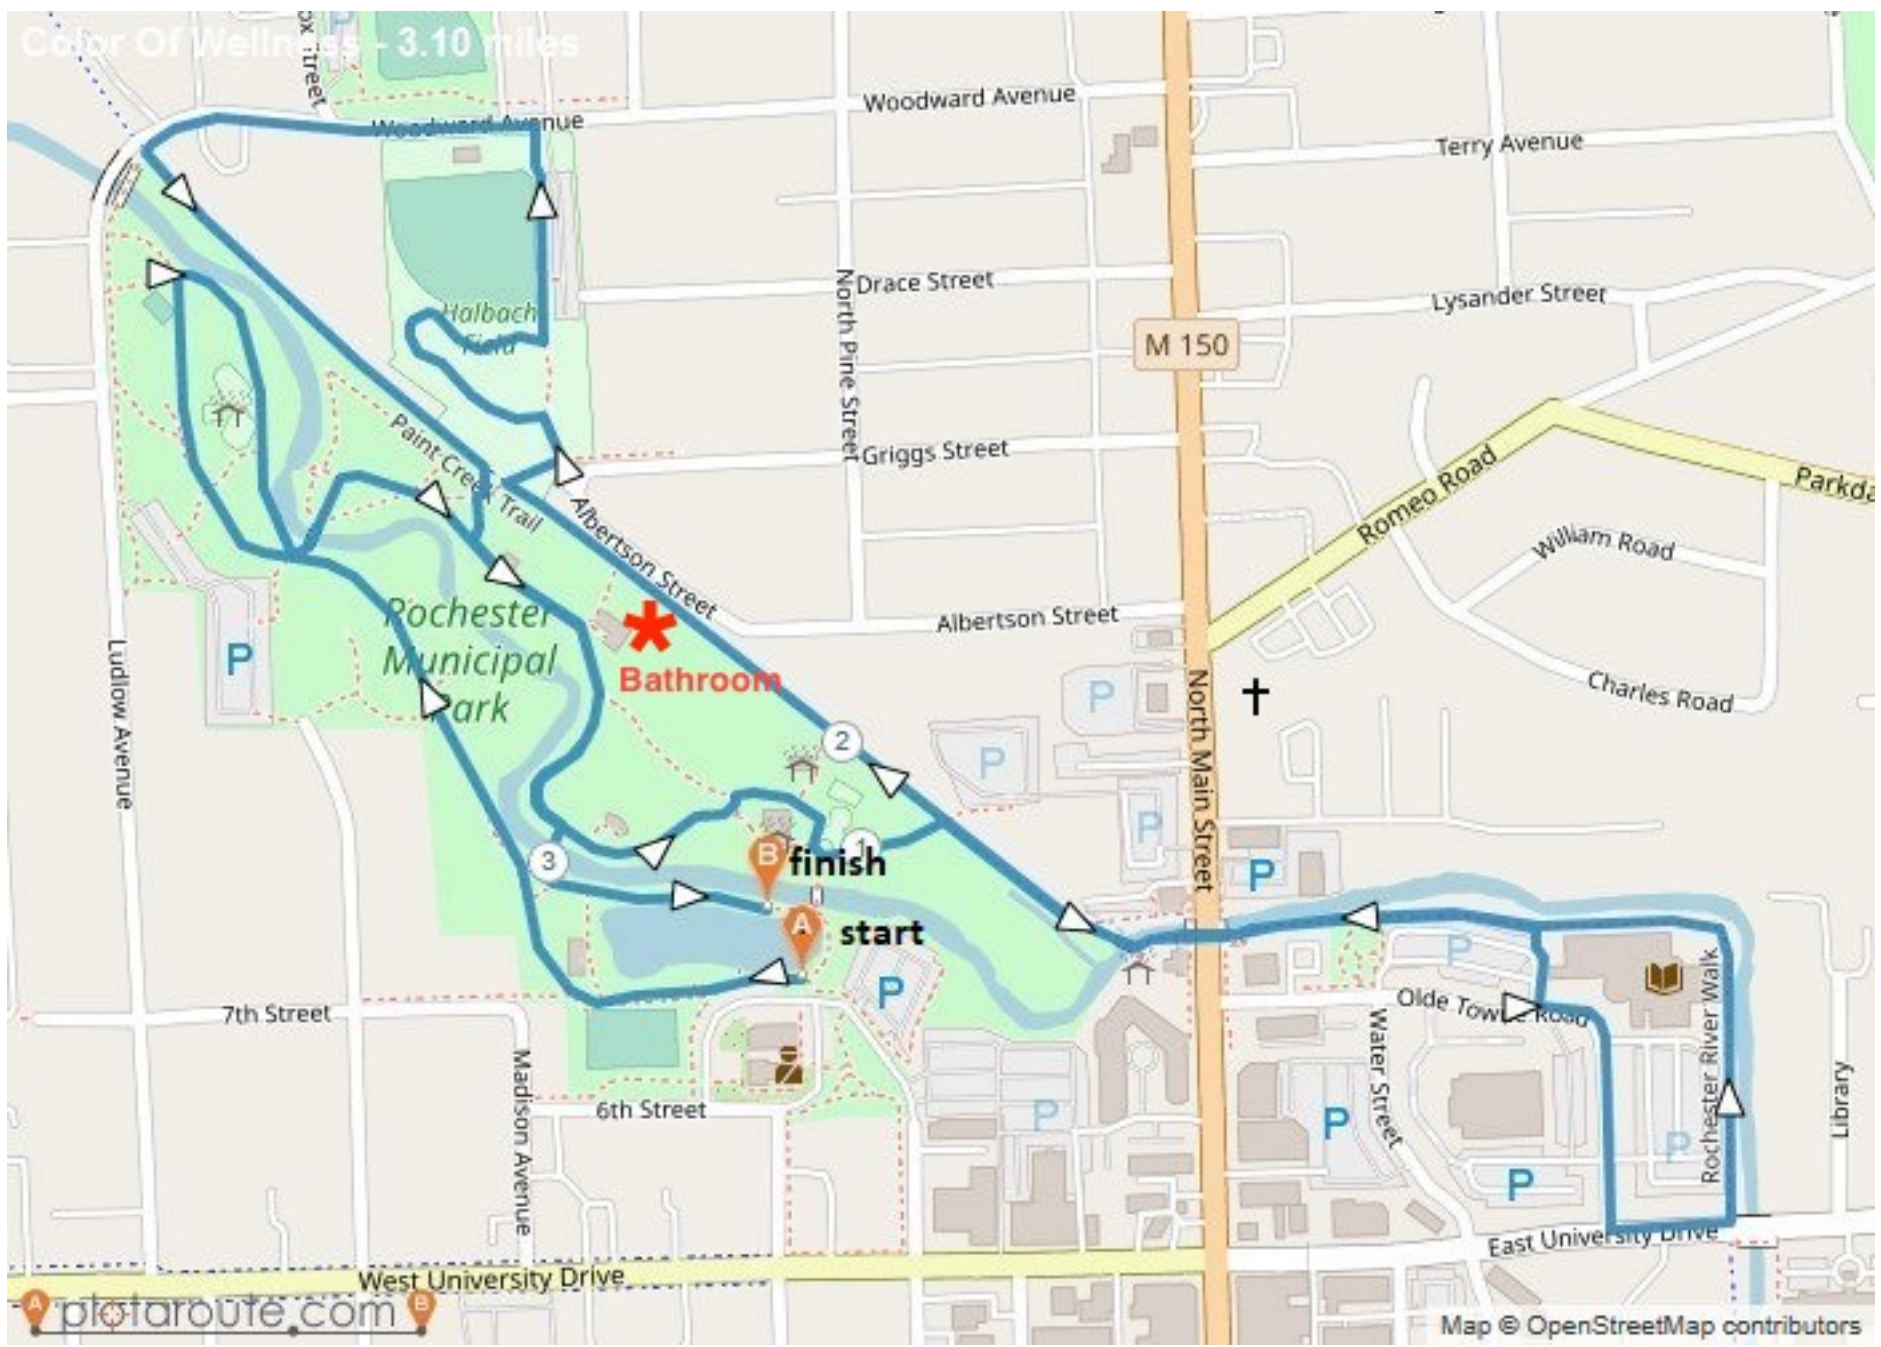 Color Of Wellness - 3.10 miles
Woodward Avenue
Woodward Avenue
Terry Avenue
Halbach
Field
North Pine Street
Drace Street
Lysander Street
M 150
Paint Creek Trail
Griggs Street
Romeo Road
Albertson Street
William Road
Albertson Street
Rochester
Municipal
Park
P
Bathroom
Ludlow Avenue
North Main Street
Charles Road
P
P
P
P
2
1
3
B
finish
A
start
P
P
7th Street
Olde Towne Road
Rochester River Walk
Water Street
Library
Madison Avenue
6th Street
P
P
P
P
East University Drive
West University Drive
A plotaroute.com B
Map © OpenStreetMap contributors